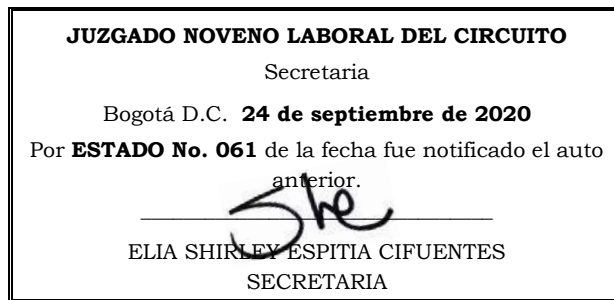 JUZGADO NOVENO LABORAL DEL CIRCUITO
Secretaria
Bogotá D.C. 24 de septiembre de 2020
Por ESTADO No. 061 de la fecha fue notificado el auto
anterior.
She
ELIA SHIRLEY ESPITIA CIFUENTES
SECRETARIA